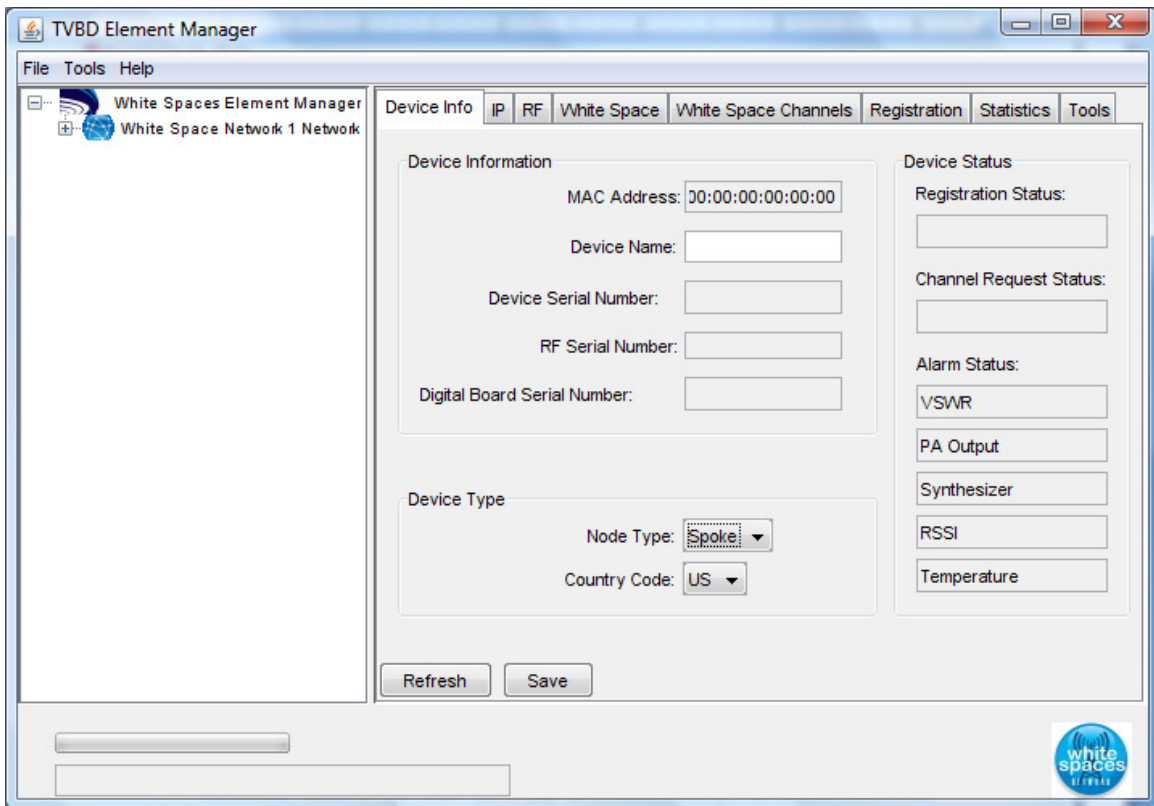 TVBD Element Manager
File Tools Help
White Spaces Element Manager
White Space Network 1 Network
Device Info IP RF White Space White Space Channels Registration Statistics Tools
Device Information
MAC Address: 00:00:00:00:00:00
Device Name:
Device Serial Number:
RF Serial Number:
Digital Board Serial Number:
Device Type
Node Type: Spoke
Country Code: US
Device Status
Registration Status:
Channel Request Status:
Alarm Status:
VSWR
PA Output
Synthesizer
RSSI
Temperature
Refresh Save
white
spaces
NETWORK